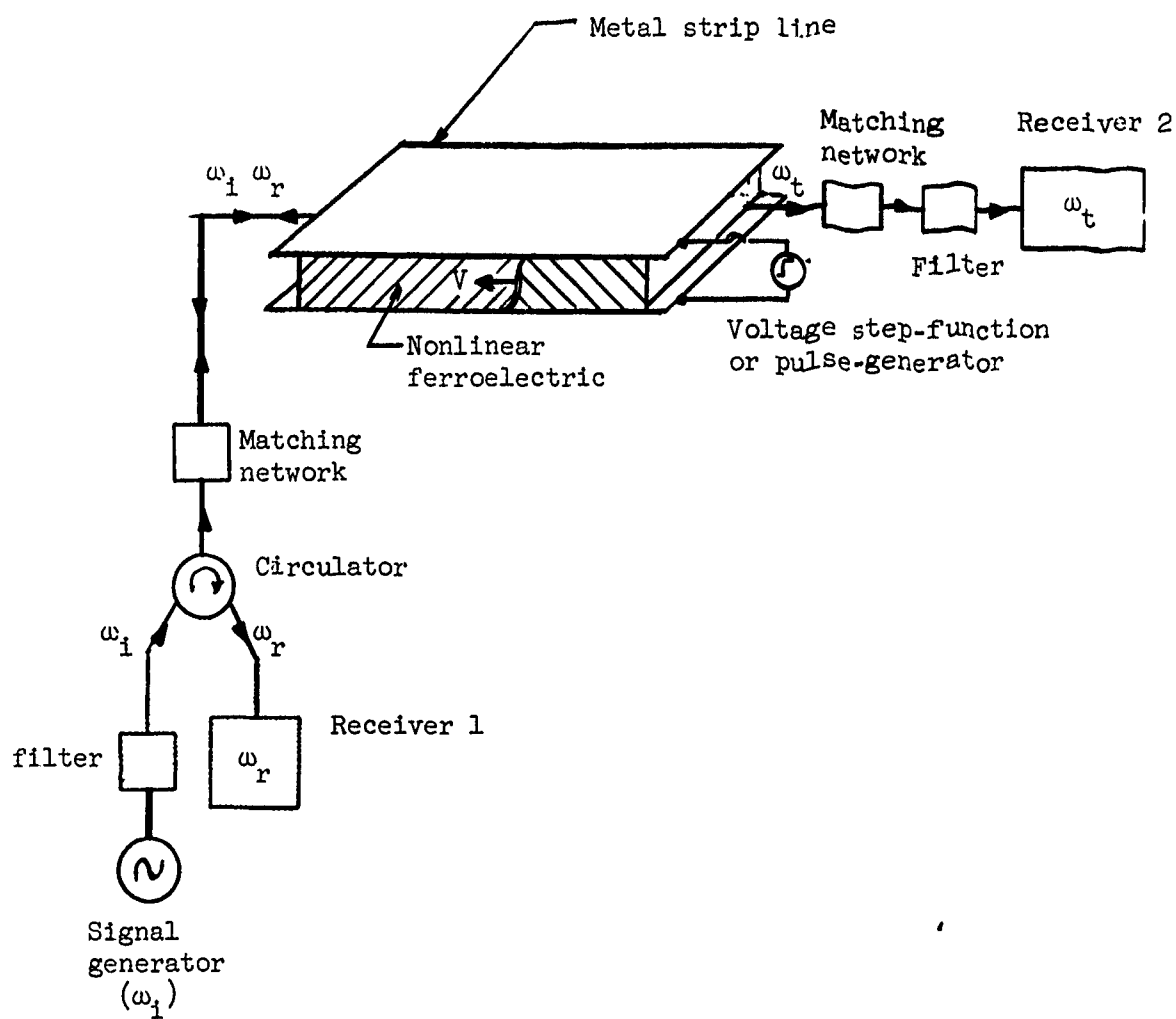 Metal strip line
Matching
network
Receiver 2
ω_i ω_r
ω_t
ω_t
Filter
V
Voltage step-function
or pulse-generator
Nonlinear
ferroelectric
Matching
network
Circulator
ω_i
ω_r
Receiver 1
filter
ω_r
Signal
generator
(ω_i)